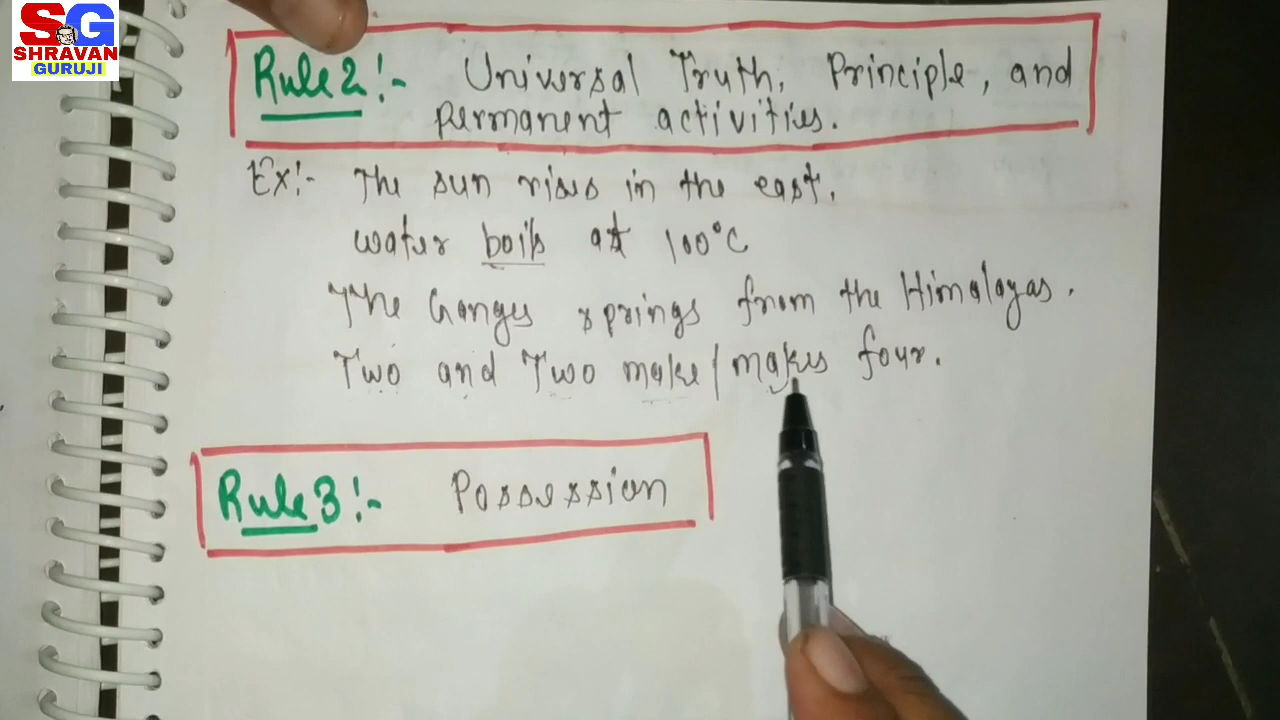 SG
SHRAVAN
GURUJI
Rule 2 :- Universal Truth, Principle, and
permanent activities.
Ex:- The sun rises in the east.
water boils at 100°C
The Ganges springs from the Himalayas.
Two and Two make/makes four.
Rule 3 :- Possession